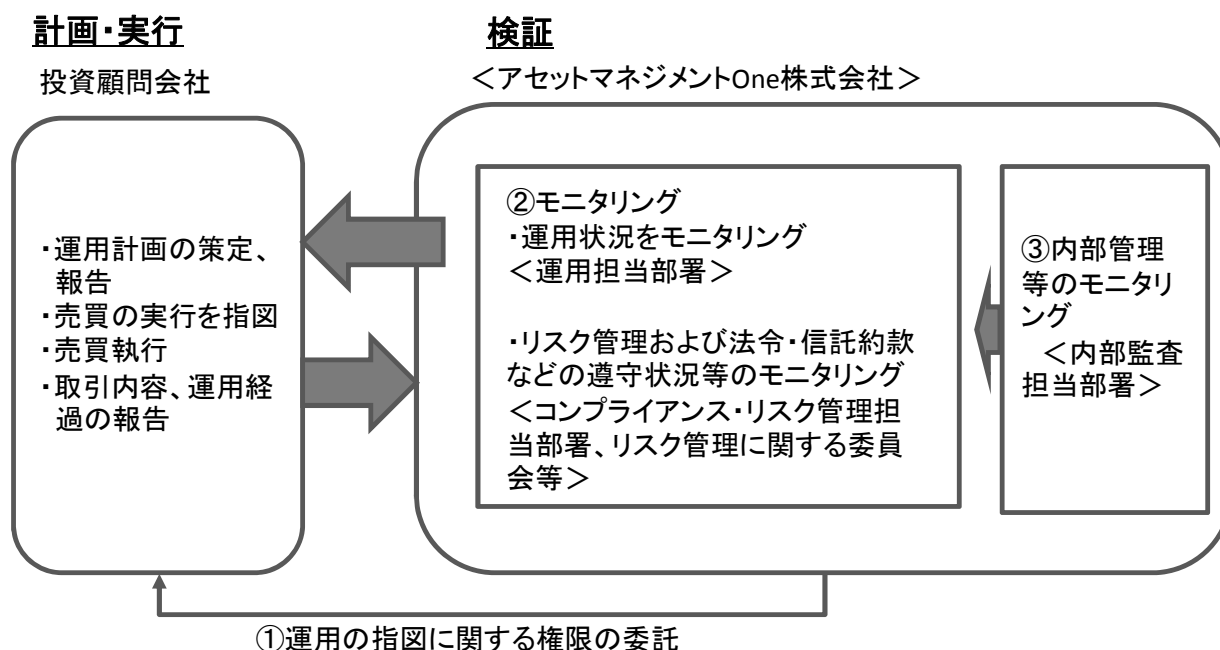 計画・実行
投資顧問会社
・運用計画の策定、
報告
・売買の実行を指図
・売買執行
・取引内容、運用経
過の報告
検証
＜アセットマネジメントOne株式会社＞
②モニタリング
・運用状況をモニタリング
＜運用担当部署＞
・リスク管理および法令・信託約款
などの遵守状況等のモニタリング
＜コンプライアンス・リスク管理担
当部署、リスク管理に関する委員
会等＞
③内部管理
等のモニタリ
ング
＜内部監査
担当部署＞
①運用の指図に関する権限の委託